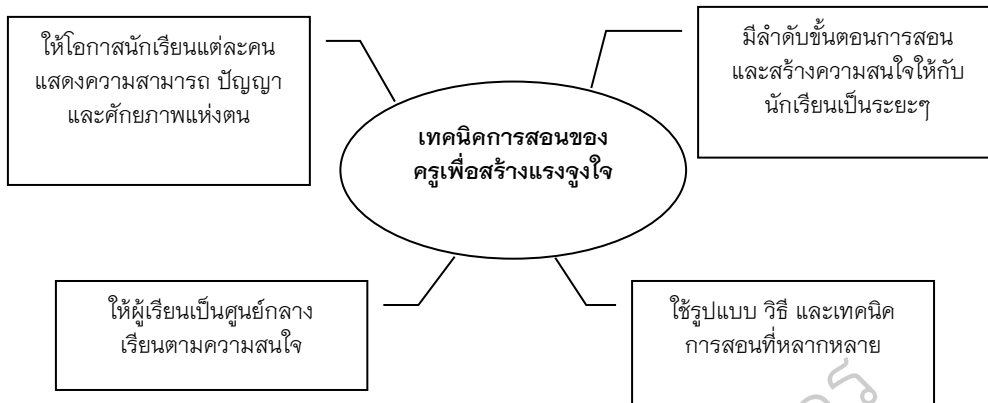 ให้โอกาสนักเรียนแต่ละคน
แสดงความสามารถ ปัญญา
และศักยภาพแห่งตน
มีลำดับขั้นตอนการสอน
และสร้างความสนใจให้กับ
นักเรียนเป็นระยะๆ
เทคนิคการสอนของ
ครูเพื่อสร้างแรงจูงใจ
ให้ผู้เรียนเป็นศูนย์กลาง
เรียนตามความสนใจ
ใช้รูปแบบ วิธี และเทคนิค
การสอนที่หลากหลาย